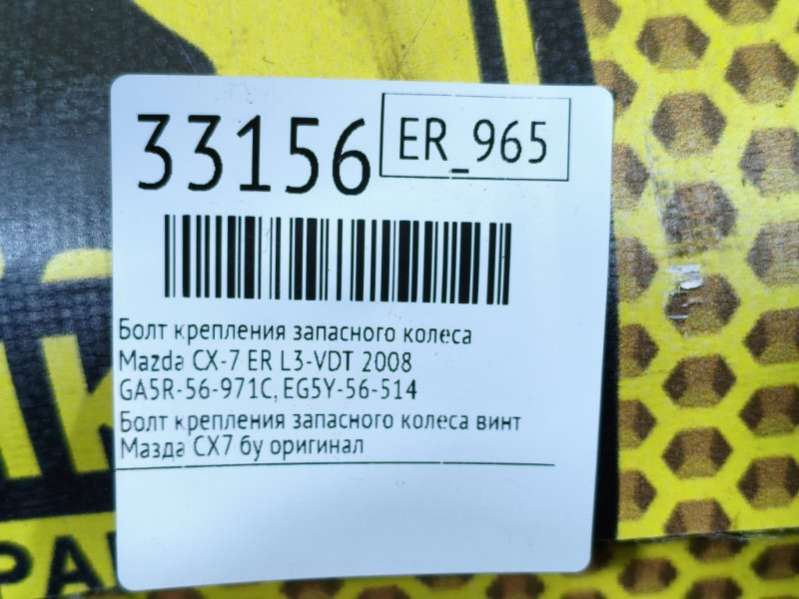 33156
ER_965
Болт крепления запасного колеса
Mazda CX-7 ER L3-VDT 2008
GA5R-56-971C, EG5Y-56-514
Болт крепления запасного колеса винт
Мазда СХ7 бу оригинал